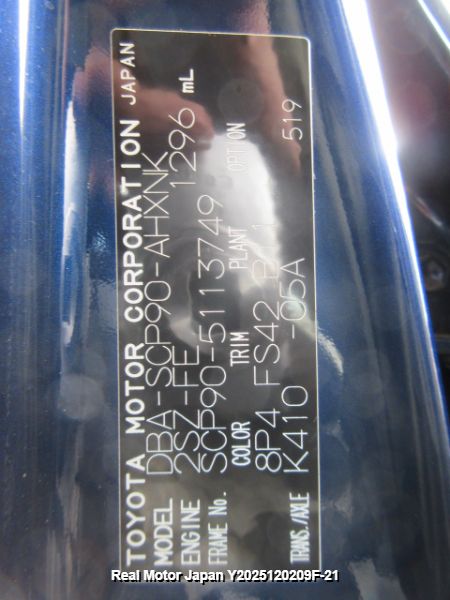 TOYOTA MOTOR CORPORATION JAPAN
MODEL DBA-SCP90-AHXNK
ENGINE 2SZ-FE 1296 mL
FRAME No. SCP90-5113749
COLOR TRIM PLANT OPTION
8P4 FS42 519
TRANS./AXLE K410 -05A
Real Motor Japan Y2025120209F-21